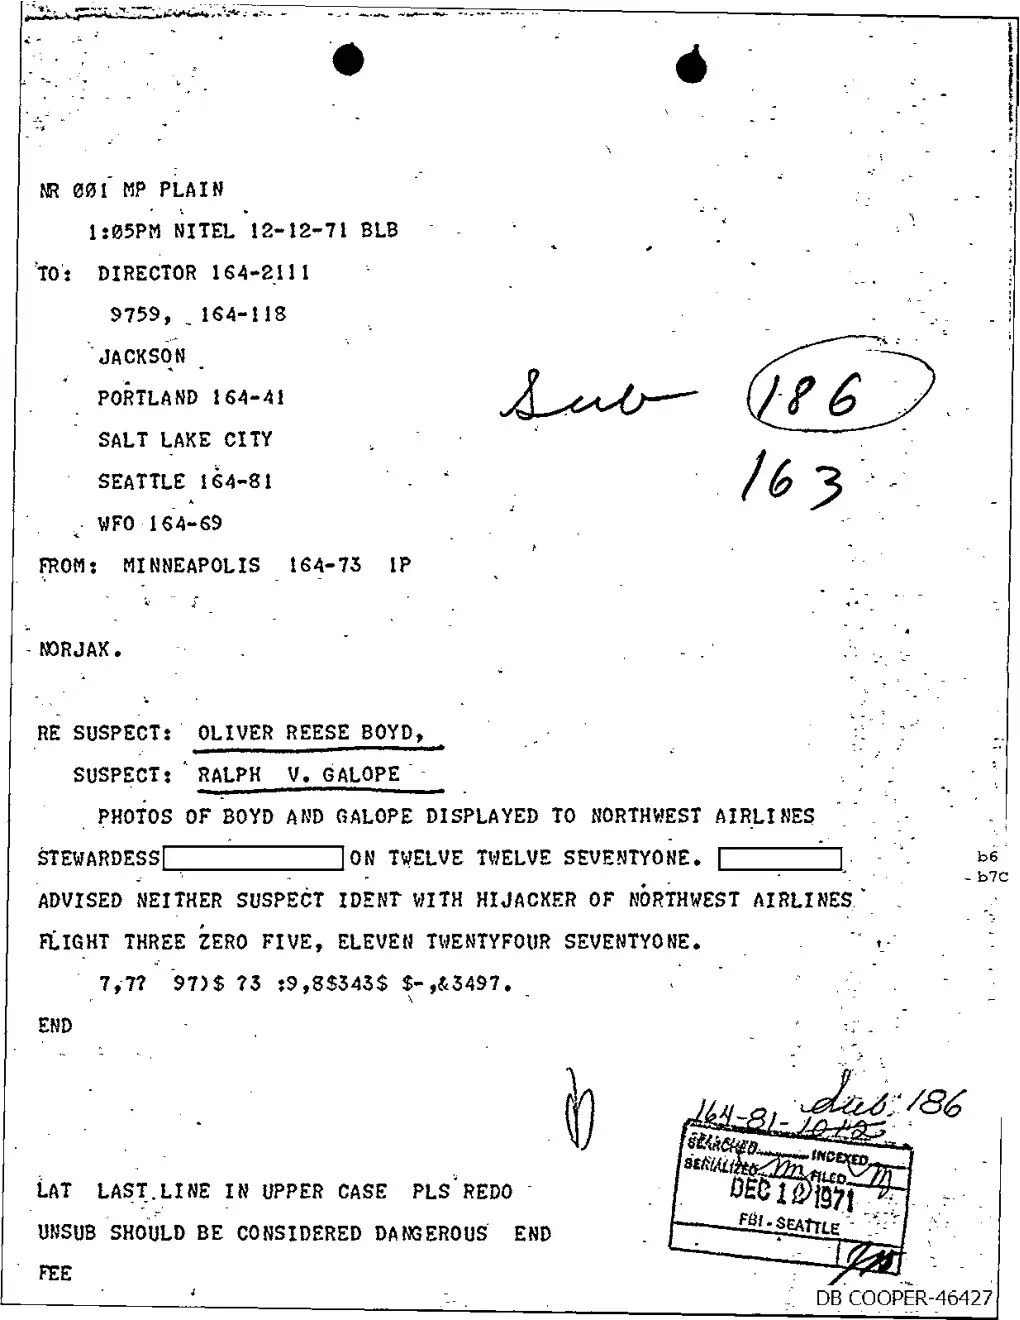 NR 001 MP PLAIN
1:05PM NITEL 12-12-71 BLB
TO: DIRECTOR 164-2111
9759, 164-118
JACKSON
PORTLAND 164-41
SALT LAKE CITY
SEATTLE 164-81
WFO 164-69
FROM: MINNEAPOLIS 164-73 1P
Sub 186
163
NORJAK.
RE SUSPECT: OLIVER REESE BOYD,
SUSPECT: RALPH V. GALOPE
PHOTOS OF BOYD AND GALOPE DISPLAYED TO NORTHWEST AIRLINES
STEWARDESS ON TWELVE TWELVE SEVENTYONE.
b6
b7C
ADVISED NEITHER SUSPECT IDENT WITH HIJACKER OF NORTHWEST AIRLINES
FLIGHT THREE ZERO FIVE, ELEVEN TWENTYFOUR SEVENTYONE.
7,7? 97)$ ?3 :9,8$343$ $-,&3497.
END
Sub 186
164-81-1012
SEARCHED INDEXED
SERIALIZED FILED
DEC 12 1971
FBI - SEATTLE
LAT LAST LINE IN UPPER CASE PLS REDO
UNSUB SHOULD BE CONSIDERED DANGEROUS END
FEE
DB COOPER-46427